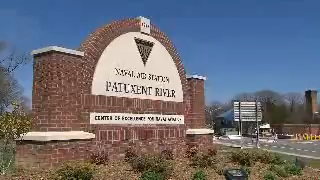 NAVAL AIR STATION
PATUXENT RIVER
CENTER OF EXCELLENCE FOR NAVAL AVIATION